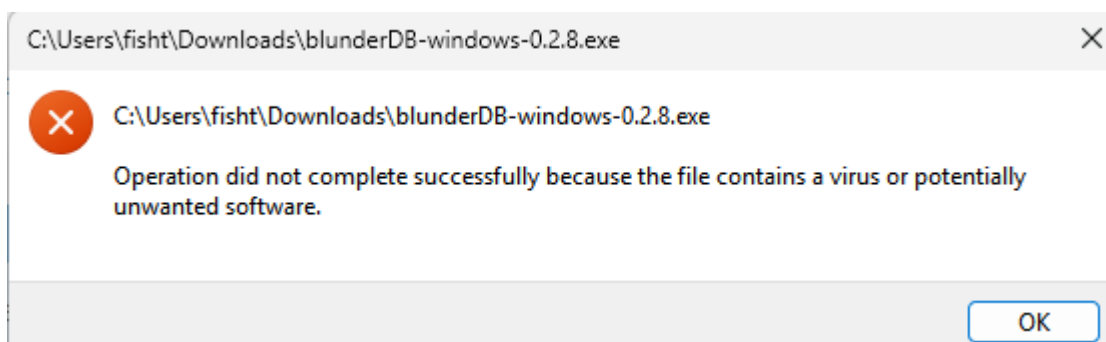 C:\Users\fisht\Downloads\blunderDB-windows-0.2.8.exe
C:\Users\fisht\Downloads\blunderDB-windows-0.2.8.exe
Operation did not complete successfully because the file contains a virus or potentially
unwanted software.
OK